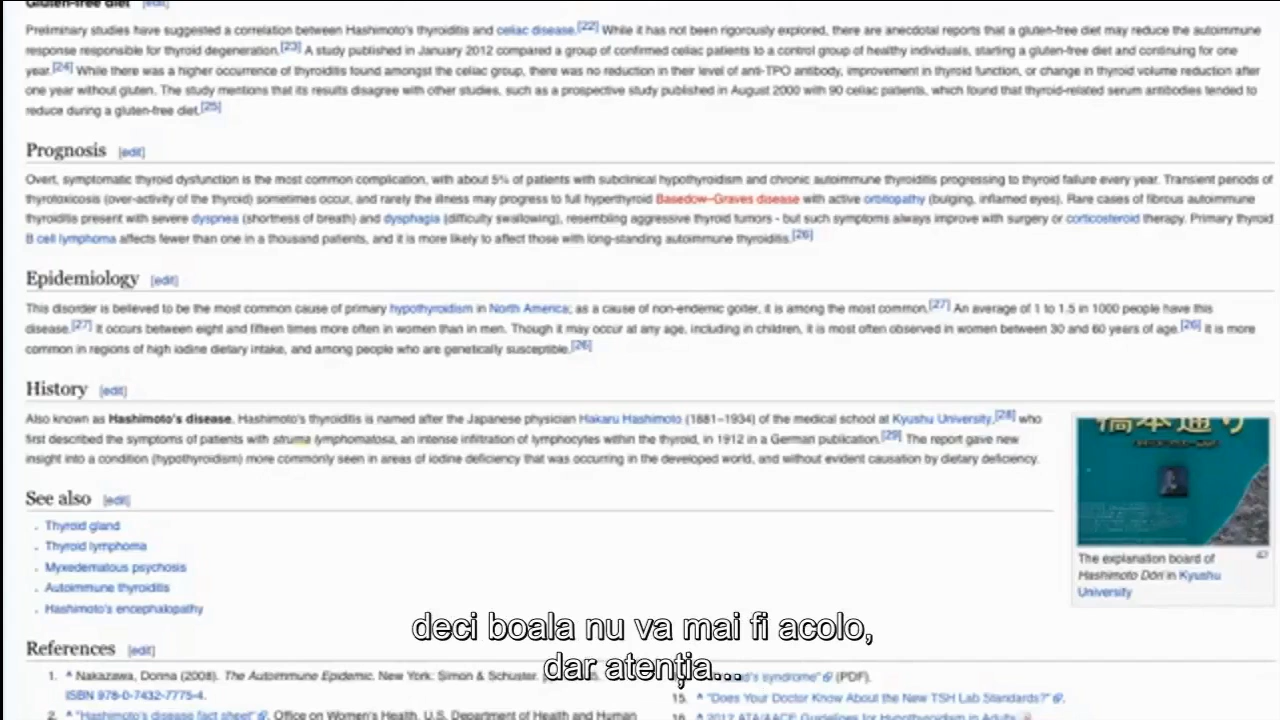 Gluten-free diet [edit]
Preliminary studies have suggested a correlation between Hashimoto's thyroiditis and celiac disease.[22] While it has not been rigorously explored, there are anecdotal reports that a gluten-free diet may reduce the autoimmune
response responsible for thyroid degeneration.[23] A study published in January 2012 compared a group of confirmed celiac patients to a control group of healthy individuals, starting a gluten-free diet and continuing for one
year.[24] While there was a higher occurrence of thyroiditis found amongst the celiac group, there was no reduction in their level of anti-TPO antibody, improvement in thyroid function, or change in thyroid volume reduction after
one year without gluten. The study mentions that its results disagree with other studies, such as a prospective study published in August 2000 with 90 celiac patients, which found that thyroid-related serum antibodies tended to
reduce during a gluten-free diet.[25]
Prognosis [edit]
Overt, symptomatic thyroid dysfunction is the most common complication, with about 5% of patients with subclinical hypothyroidism and chronic autoimmune thyroiditis progressing to thyroid failure every year. Transient periods of
thyrotoxicosis (over-activity of the thyroid) sometimes occur, and rarely the illness may progress to full hyperthyroid Basedow–Graves disease with active orbitopathy (bulging, inflamed eyes). Rare cases of fibrous autoimmune
thyroiditis present with severe dyspnea (shortness of breath) and dysphagia (difficulty swallowing), resembling aggressive thyroid tumors - but such symptoms always improve with surgery or corticosteroid therapy. Primary thyroid
B cell lymphoma affects fewer than one in a thousand patients, and it is more likely to affect those with long-standing autoimmune thyroiditis.[26]
Epidemiology [edit]
This disorder is believed to be the most common cause of primary hypothyroidism in North America; as a cause of non-endemic goiter, it is among the most common.[27] An average of 1 to 1.5 in 1000 people have this
disease.[27] It occurs between eight and fifteen times more often in women than in men. Though it may occur at any age, including in children, it is most often observed in women between 30 and 60 years of age.[26] It is more
common in regions of high iodine dietary intake, and among people who are genetically susceptible.[26]
History [edit]
Also known as Hashimoto's disease, Hashimoto's thyroiditis is named after the Japanese physician Hakaru Hashimoto (1881–1934) of the medical school at Kyushu University,[28] who
first described the symptoms of patients with struma lymphomatosa, an intense infiltration of lymphocytes within the thyroid, in 1912 in a German publication.[29] The report gave new
insight into a condition (hypothyroidism) more commonly seen in areas of iodine deficiency that was occurring in the developed world, and without evident causation by dietary deficiency.
橋本通り
The explanation board of
Hashimoto Dōri in Kyushu
University
See also [edit]
Thyroid gland
Thyroid lymphoma
Myxedematous psychosis
Autoimmune thyroiditis
Hashimoto's encephalopathy
References [edit]
1. ^ Nakazawa, Donna (2008). The Autoimmune Epidemic. New York: Simon & Schuster.
ISBN 978-0-7432-7775-4.
2. ^ "Hashimoto's disease fact sheet". Office on Women's Health, U.S. Department of Health and Human
syndrome" (PDF).
15. ^ "Does Your Doctor Know About the New TSH Lab Standards?".
16. ^ 2012 ATA/AACE Guidelines for Hypothyroidism in Adults
deci boala nu va mai fi acolo,
dar atenția...